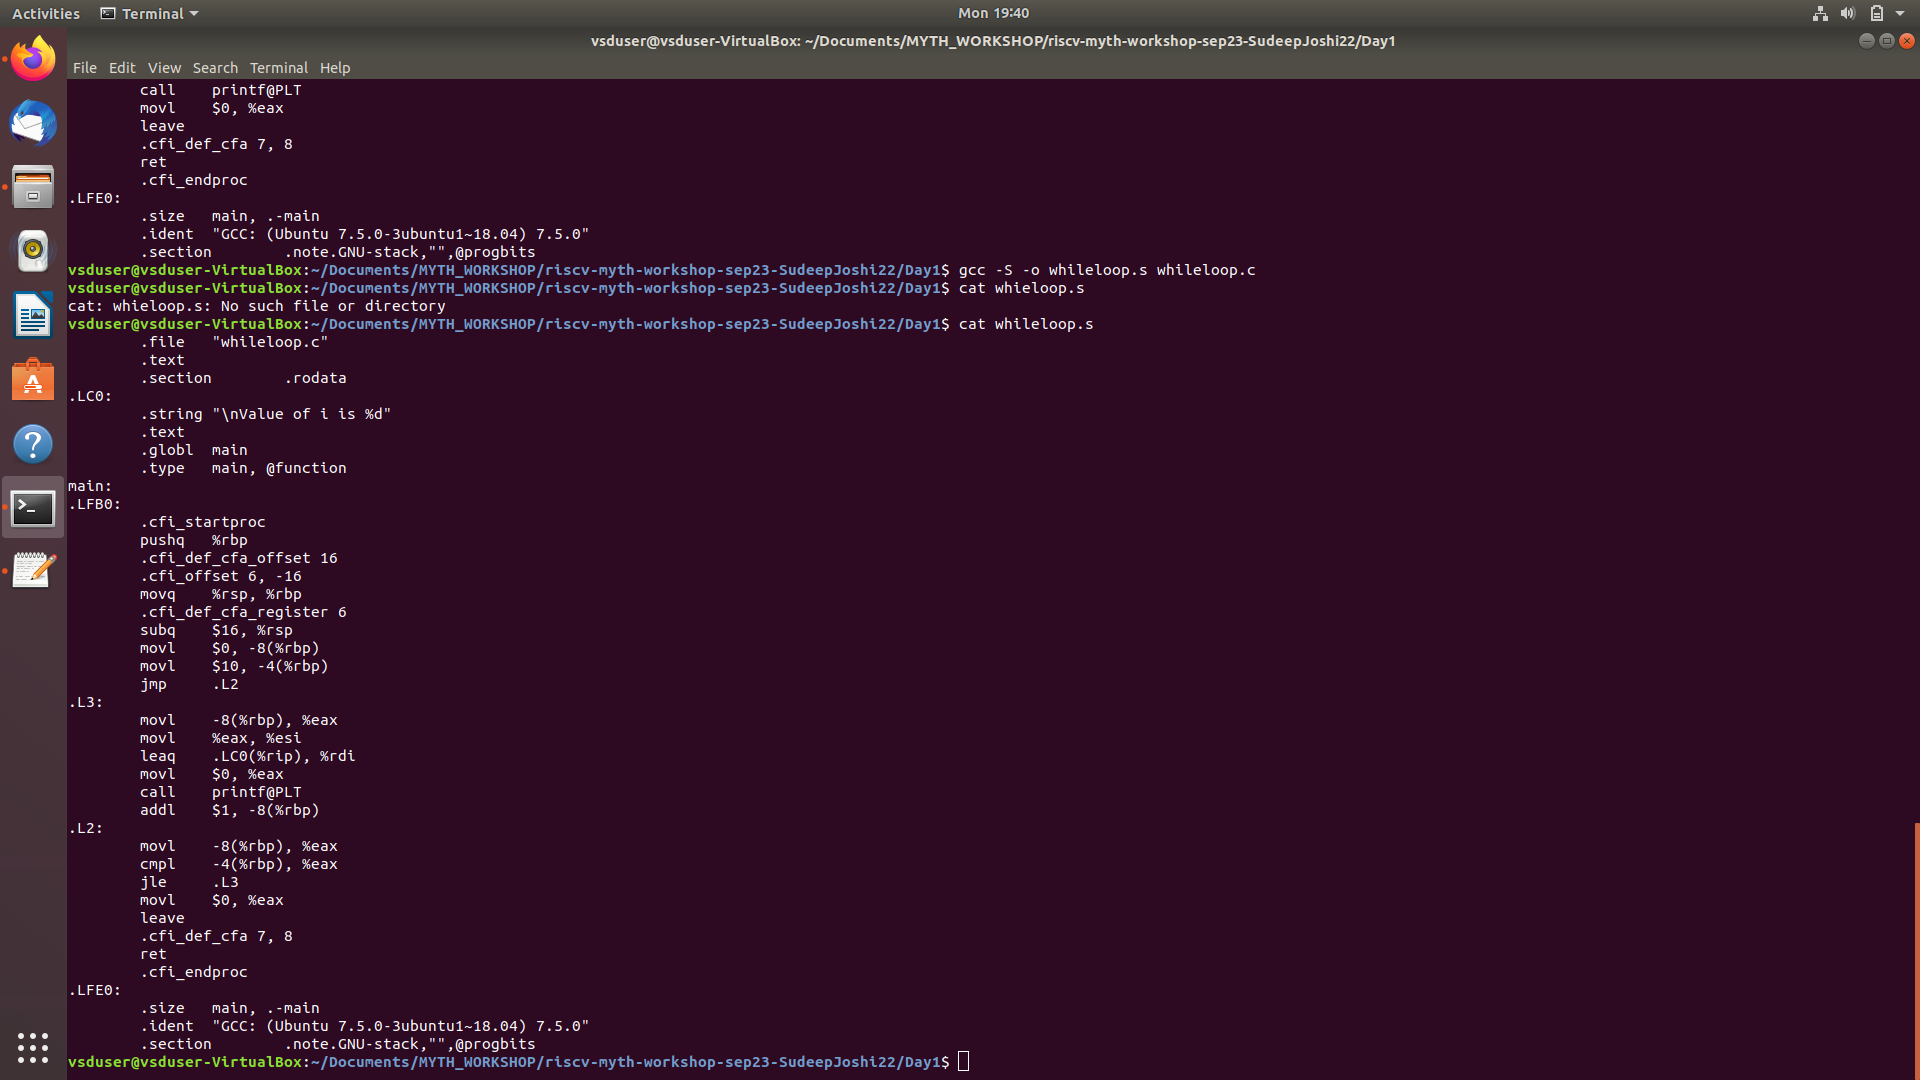 Activities Terminal Mon 19:40
vsduser@vsduser-VirtualBox: ~/Documents/MYTH_WORKSHOP/riscv-myth-workshop-sep23-SudeepJoshi22/Day1
File Edit View Search Terminal Help
call printf@PLT
movl $0, %eax
leave
.cfi_def_cfa 7, 8
ret
.cfi_endproc
.LFE0:
.size main, .-main
.ident "GCC: (Ubuntu 7.5.0-3ubuntu1~18.04) 7.5.0"
.section .note.GNU-stack,"",@progbits
vsduser@vsduser-VirtualBox:~/Documents/MYTH_WORKSHOP/riscv-myth-workshop-sep23-SudeepJoshi22/Day1$ gcc -S -o whileloop.s whileloop.c
vsduser@vsduser-VirtualBox:~/Documents/MYTH_WORKSHOP/riscv-myth-workshop-sep23-SudeepJoshi22/Day1$ cat whieloop.s
cat: whieloop.s: No such file or directory
vsduser@vsduser-VirtualBox:~/Documents/MYTH_WORKSHOP/riscv-myth-workshop-sep23-SudeepJoshi22/Day1$ cat whileloop.s
.file "whileloop.c"
.text
.section .rodata
.LC0:
.string "\nValue of i is %d"
.text
.globl main
.type main, @function
main:
.LFB0:
.cfi_startproc
pushq %rbp
.cfi_def_cfa_offset 16
.cfi_offset 6, -16
movq %rsp, %rbp
.cfi_def_cfa_register 6
subq $16, %rsp
movl $0, -8(%rbp)
movl $10, -4(%rbp)
jmp .L2
.L3:
movl -8(%rbp), %eax
movl %eax, %esi
leaq .LC0(%rip), %rdi
movl $0, %eax
call printf@PLT
addl $1, -8(%rbp)
.L2:
movl -8(%rbp), %eax
cmpl -4(%rbp), %eax
jle .L3
movl $0, %eax
leave
.cfi_def_cfa 7, 8
ret
.cfi_endproc
.LFE0:
.size main, .-main
.ident "GCC: (Ubuntu 7.5.0-3ubuntu1~18.04) 7.5.0"
.section .note.GNU-stack,"",@progbits
vsduser@vsduser-VirtualBox:~/Documents/MYTH_WORKSHOP/riscv-myth-workshop-sep23-SudeepJoshi22/Day1$